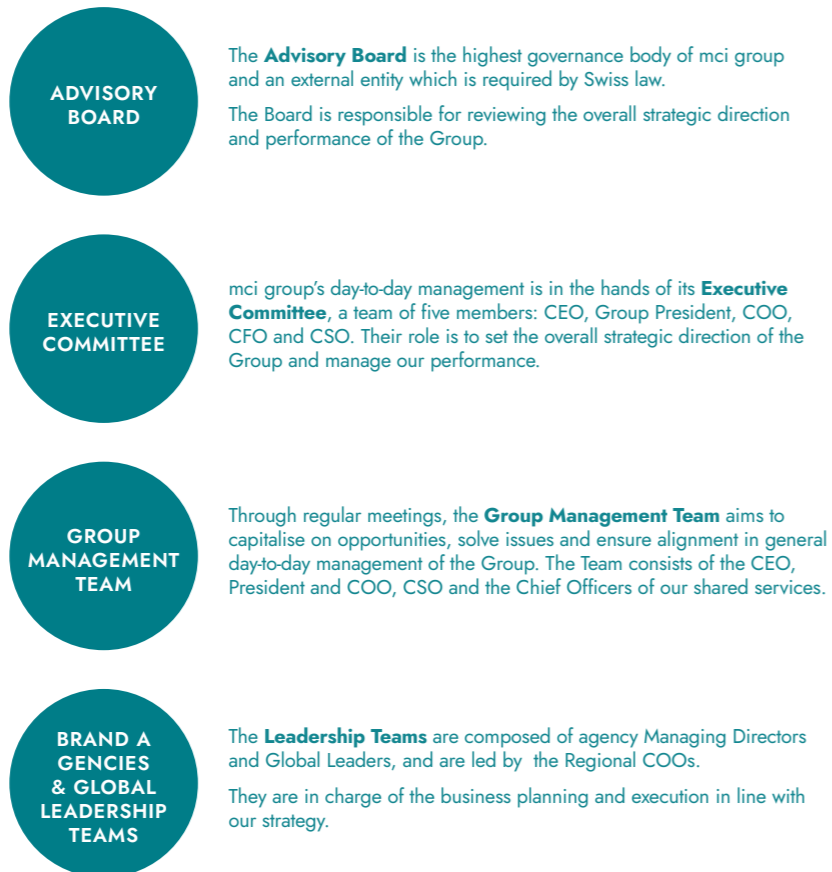 ADVISORY
BOARD
The Advisory Board is the highest governance body of mci group
and an external entity which is required by Swiss law.
The Board is responsible for reviewing the overall strategic direction
and performance of the Group.
EXECUTIVE
COMMITTEE
mci group's day-to-day management is in the hands of its Executive
Committee, a team of five members: CEO, Group President, COO,
CFO and CSO. Their role is to set the overall strategic direction of the
Group and manage our performance.
GROUP
MANAGEMENT
TEAM
Through regular meetings, the Group Management Team aims to
capitalise on opportunities, solve issues and ensure alignment in general
day-to-day management of the Group. The Team consists of the CEO,
President and COO, CSO and the Chief Officers of our shared services.
BRAND A
GENCIES
& GLOBAL
LEADERSHIP
TEAMS
The Leadership Teams are composed of agency Managing Directors
and Global Leaders, and are led by  the Regional COOs.
They are in charge of the business planning and execution in line with
our strategy.